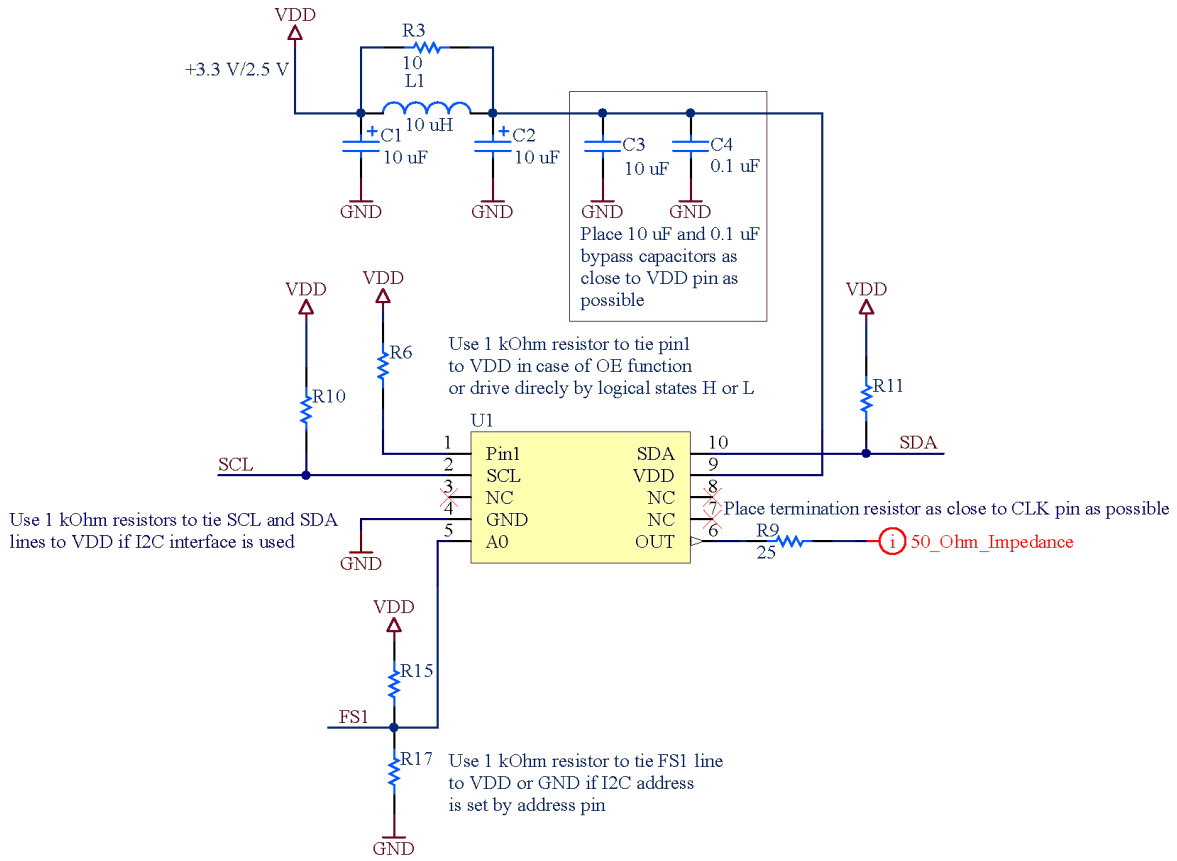 VDD
+3.3 V/2.5 V
R3
10
L1
10 uH
C1
10 uF
C2
10 uF
C3
10 uF
C4
0.1 uF
GND
GND
GND
GND
Place 10 uF and 0.1 uF
bypass capacitors as
close to VDD pin as
possible
VDD
VDD
VDD
R10
R6
R11
Use 1 kOhm resistor to tie pin1
to VDD in case of OE function
or drive direcly by logical states H or L
U1
SCL
SDA
1
2
3
4
5
Pin1
SCL
NC
GND
A0
SDA
VDD
NC
NC
OUT
10
9
8
7
6
Use 1 kOhm resistors to tie SCL and SDA
lines to VDD if I2C interface is used
GND
Place termination resistor as close to CLK pin as possible
R9
25
i
50_Ohm_Impedance
VDD
R15
FS1
R17
GND
Use 1 kOhm resistor to tie FS1 line
to VDD or GND if I2C address
is set by address pin